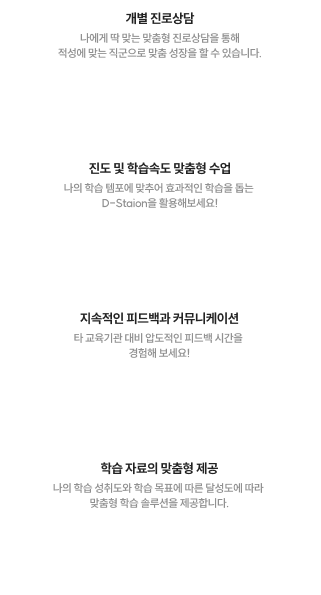 개별 진로상담
나에게 딱 맞는 맞춤형 진로상담을 통해
적성에 맞는 직군으로 맞춤 성장을 할 수 있습니다.
진도 및 학습속도 맞춤형 수업
나의 학습 템포에 맞추어 효과적인 학습을 돕는
D-Staion을 활용해보세요!
지속적인 피드백과 커뮤니케이션
타 교육기관 대비 압도적인 피드백 시간을
경험해 보세요!
학습 자료의 맞춤형 제공
나의 학습 성취도와 학습 목표에 따른 달성도에 따라
맞춤형 학습 솔루션을 제공합니다.